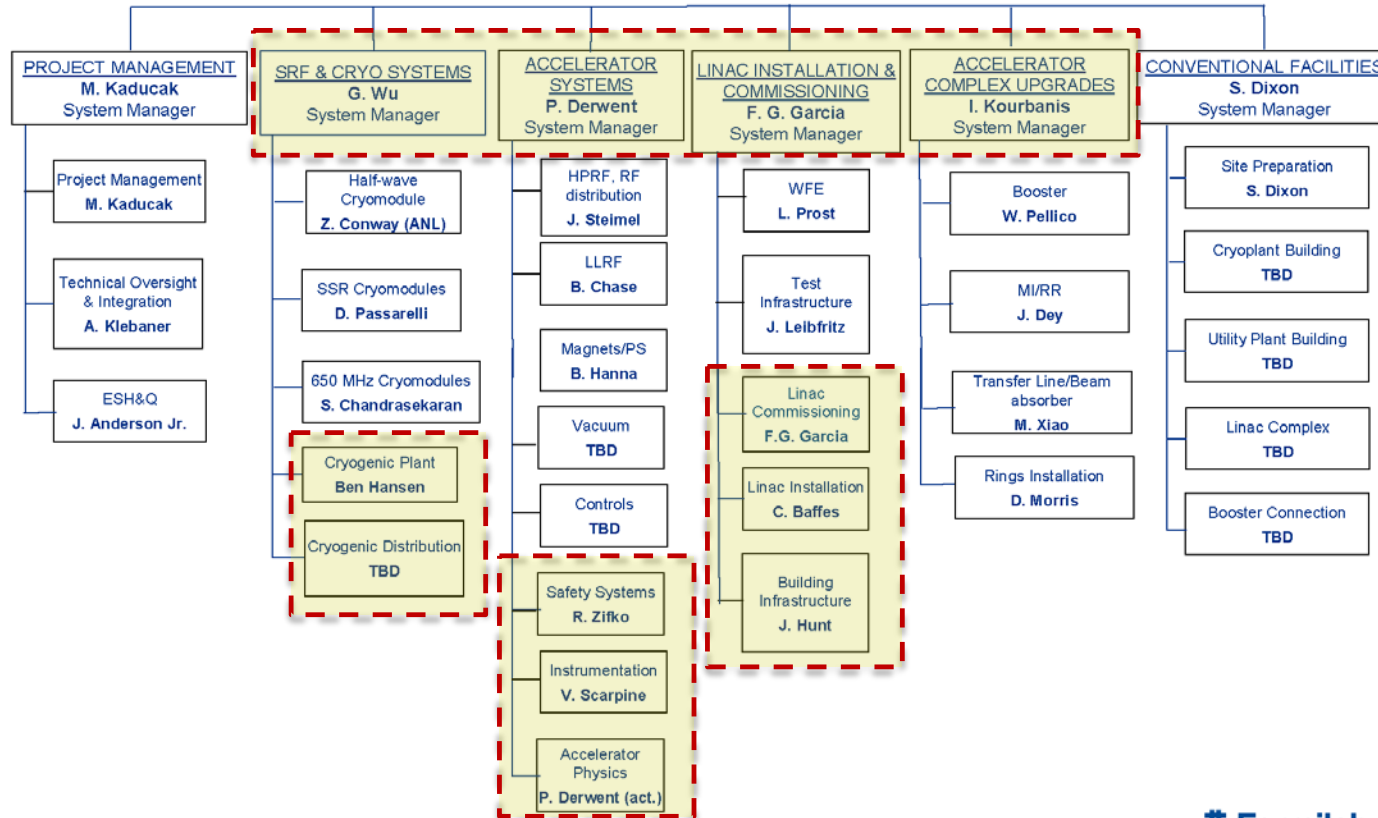 PROJECT MANAGEMENT
M. Kaducak
System Manager
SRF & CRYO SYSTEMS
G. Wu
System Manager
ACCELERATOR
SYSTEMS
P. Derwent
System Manager
LINAC INSTALLATION &
COMMISSIONING
F. G. Garcia
System Manager
ACCELERATOR
COMPLEX UPGRADES
I. Kourbanis
System Manager
CONVENTIONAL FACILITIES
S. Dixon
System Manager
Project Management
M. Kaducak
Technical Oversight
& Integration
A. Klebaner
ESH&Q
J. Anderson Jr.
Half-wave
Cryomodule
Z. Conway (ANL)
SSR Cryomodules
D. Passarelli
650 MHz Cryomodules
S. Chandrasekaran
Cryogenic Plant
Ben Hansen
Cryogenic Distribution
TBD
HPRF, RF
distribution
J. Steimel
LLRF
B. Chase
Magnets/PS
B. Hanna
Vacuum
TBD
Controls
TBD
Safety Systems
R. Zifko
Instrumentation
V. Scarpine
Accelerator
Physics
P. Derwent (act.)
WFE
L. Prost
Test
Infrastructure
J. Leibfritz
Linac
Commissioning
F.G. Garcia
Linac Installation
C. Baffes
Building
Infrastructure
J. Hunt
Booster
W. Pellico
MI/RR
J. Dey
Transfer Line/Beam
absorber
M. Xiao
Rings Installation
D. Morris
Site Preparation
S. Dixon
Cryoplant Building
TBD
Utility Plant Building
TBD
Linac Complex
TBD
Booster Connection
TBD